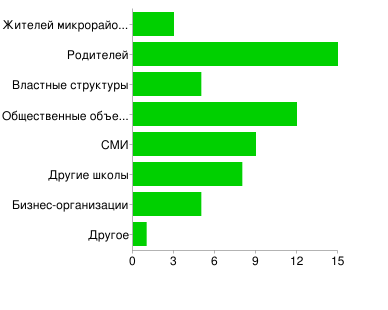 Жителей микрорайо...
Родителей
Властные структуры
Общественные объе...
СМИ
Другие школы
Бизнес-организации
Другое
0 3 6 9 12 15